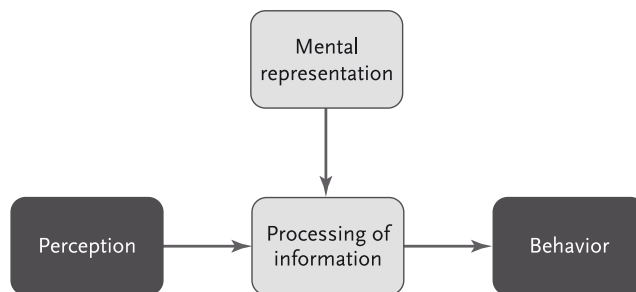 Mental
representation
Perception
Processing of
information
Behavior